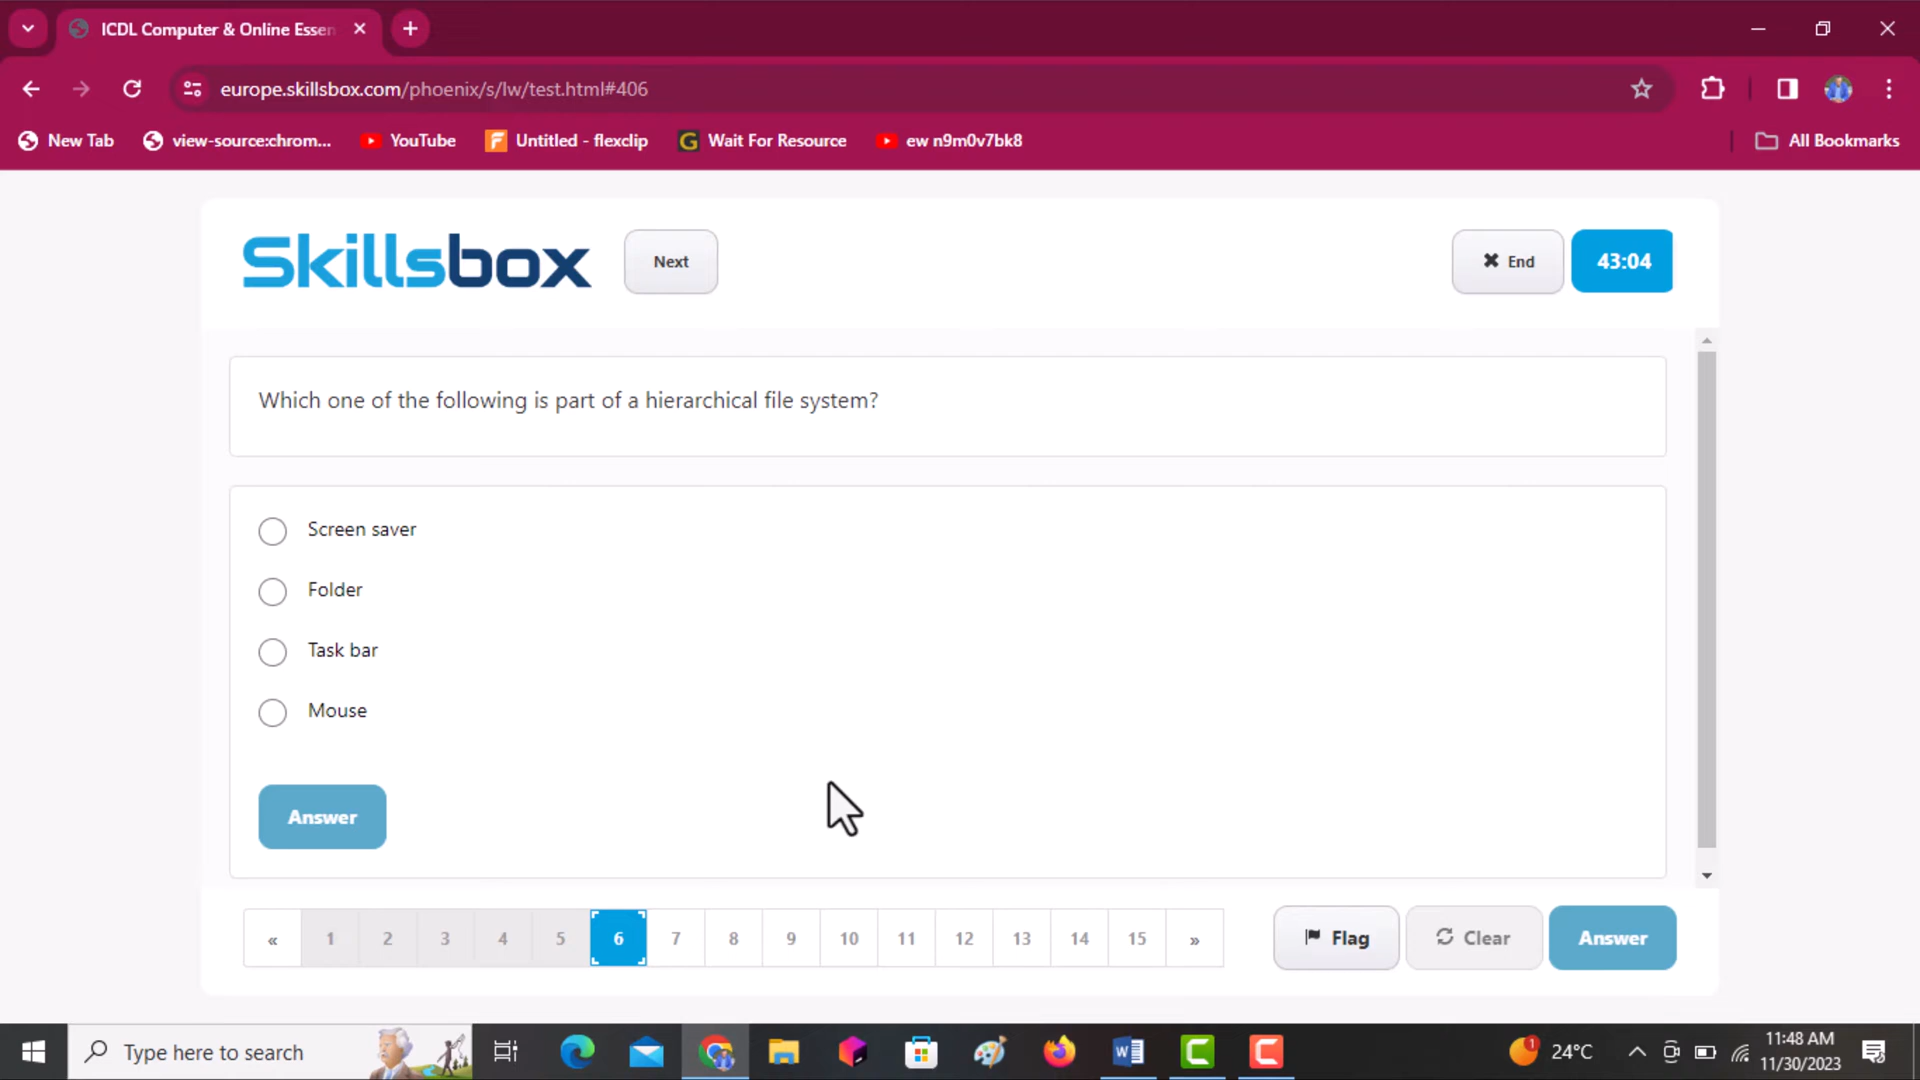 ICDL Computer & Online Essen
europe.skillsbox.com/phoenix/s/lw/test.html#406
New Tab view-source:chrom... YouTube Untitled - flexclip Wait For Resource ew n9m0v7bk8 All Bookmarks
Skillsbox Next End 43:04
Which one of the following is part of a hierarchical file system?
Screen saver
Folder
Task bar
Mouse
Answer
« 1 2 3 4 5 6 7 8 9 10 11 12 13 14 15 » Flag Clear Answer
Type here to search 1 24°C 11:48 AM
11/30/2023